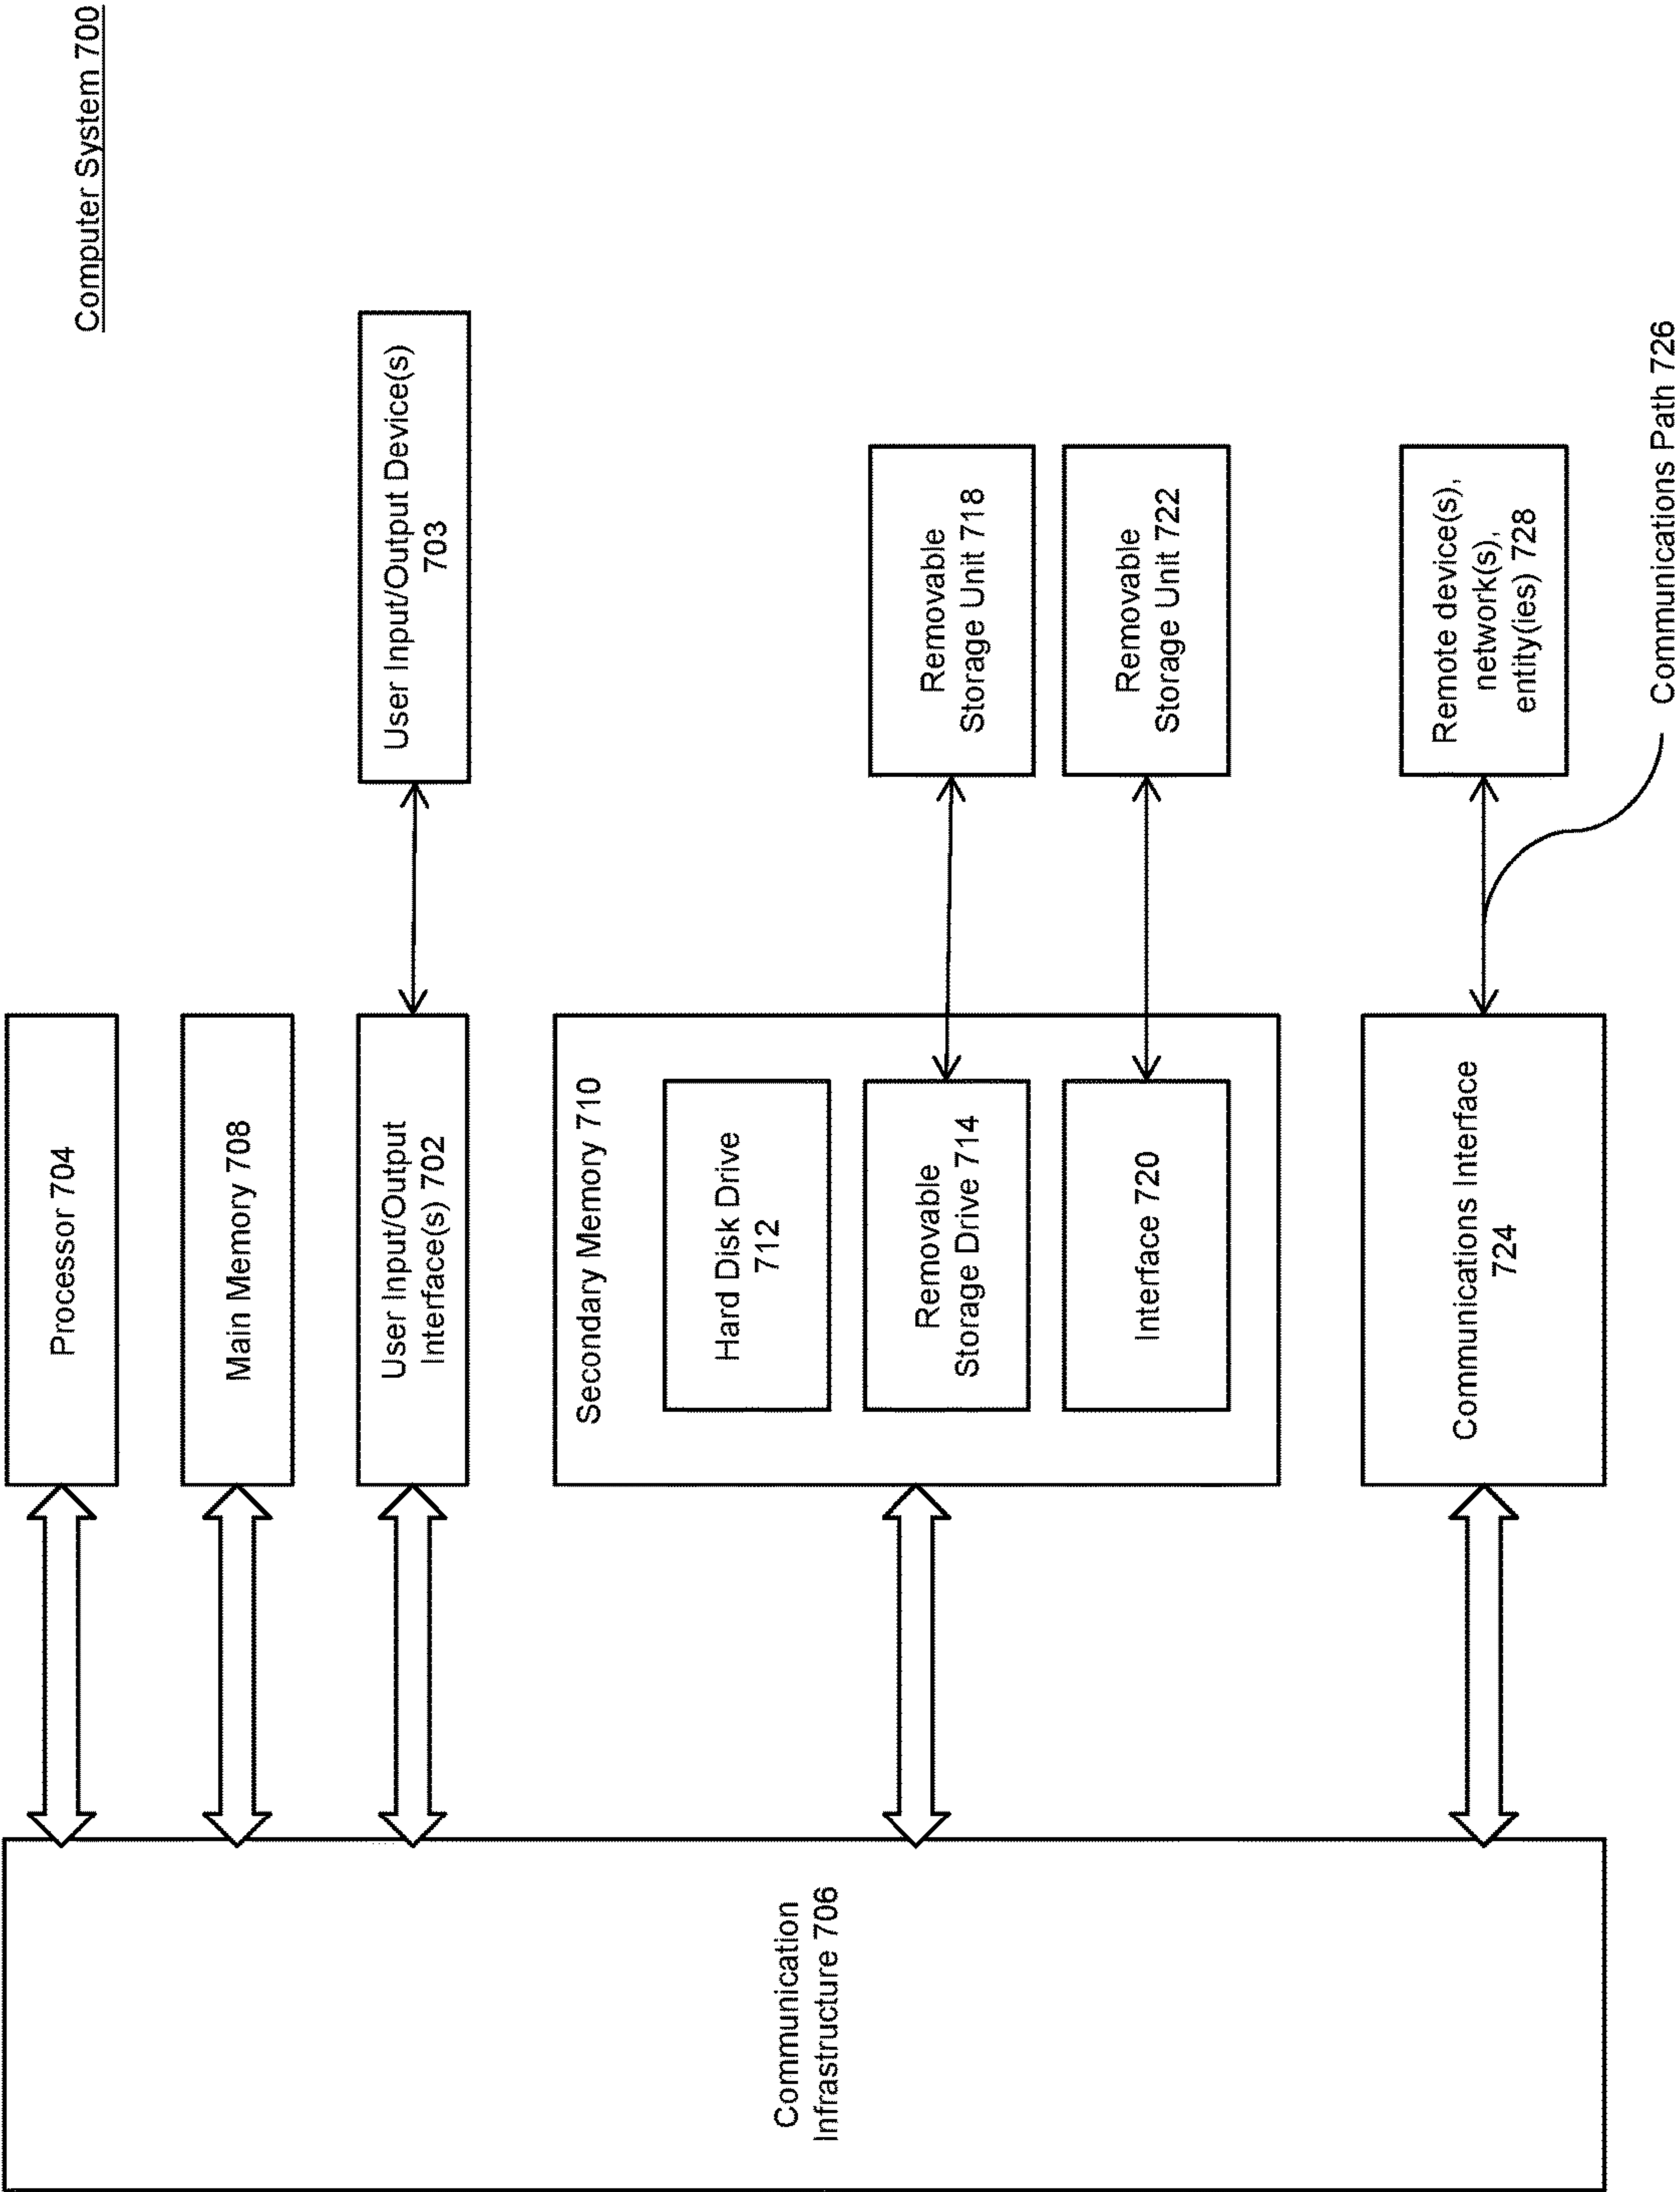 Computer System 700
Processor 704
Main Memory 708
User Input/Output
Interface(s) 702
User Input/Output Device(s)
703
Communication
Infrastructure 706
Secondary Memory 710
Hard Disk Drive
712
Removable
Storage Drive 714
Removable
Storage Unit 718
Interface 720
Removable
Storage Unit 722
Communications Interface
724
Remote device(s),
network(s),
entity(ies) 728
Communications Path 726